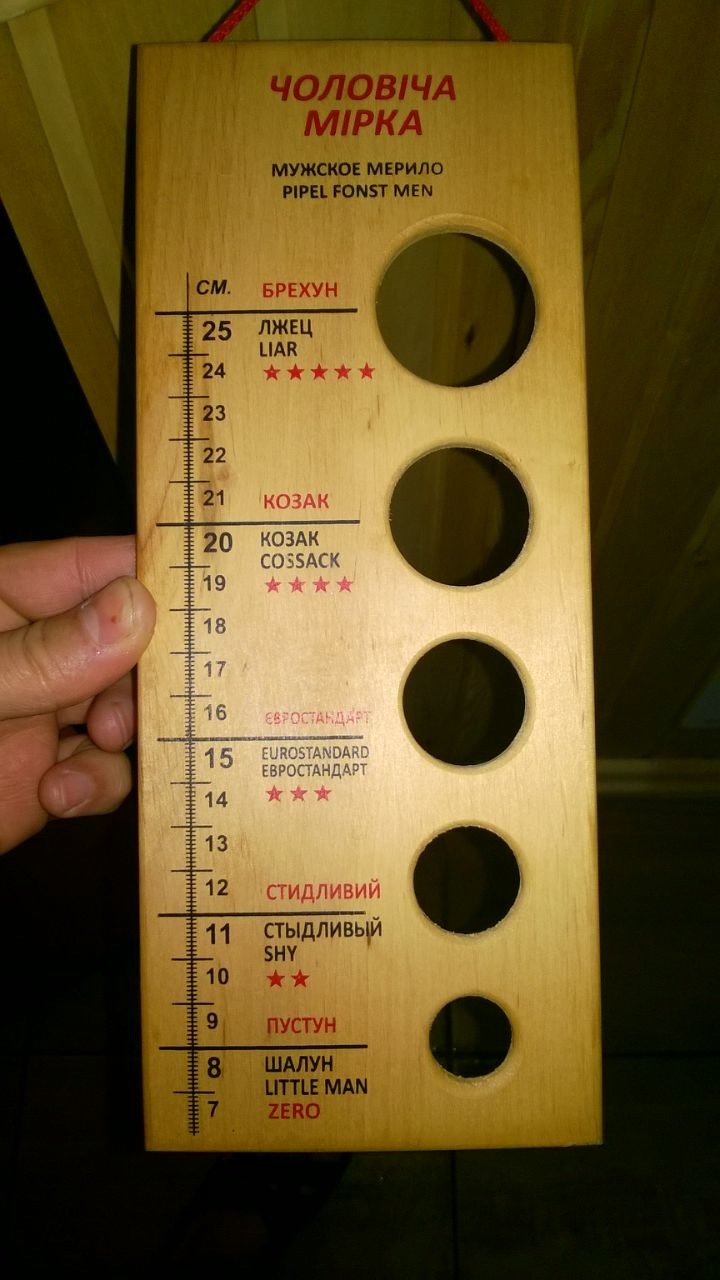 ЧОЛОВІЧА
МІРКА
МУЖСКОЕ МЕРИЛО
PIPEL FONST MEN
СМ. БРЕХУН
25 ЛЖЕЦ
LIAR
24 ★★★★★
23
22
21 КОЗАК
20 КОЗАК
COSSACK
19 ★★★★
18
17
16 ЄВРОСТАНДАРТ
15 EUROSTANDARD
ЕВРОСТАНДАРТ
14 ★★★
13
12 СТИДЛИВИЙ
11 СТЫДЛИВЫЙ
SHY
10 ★★
9 ПУСТУН
8 ШАЛУН
LITTLE MAN
7 ZERO